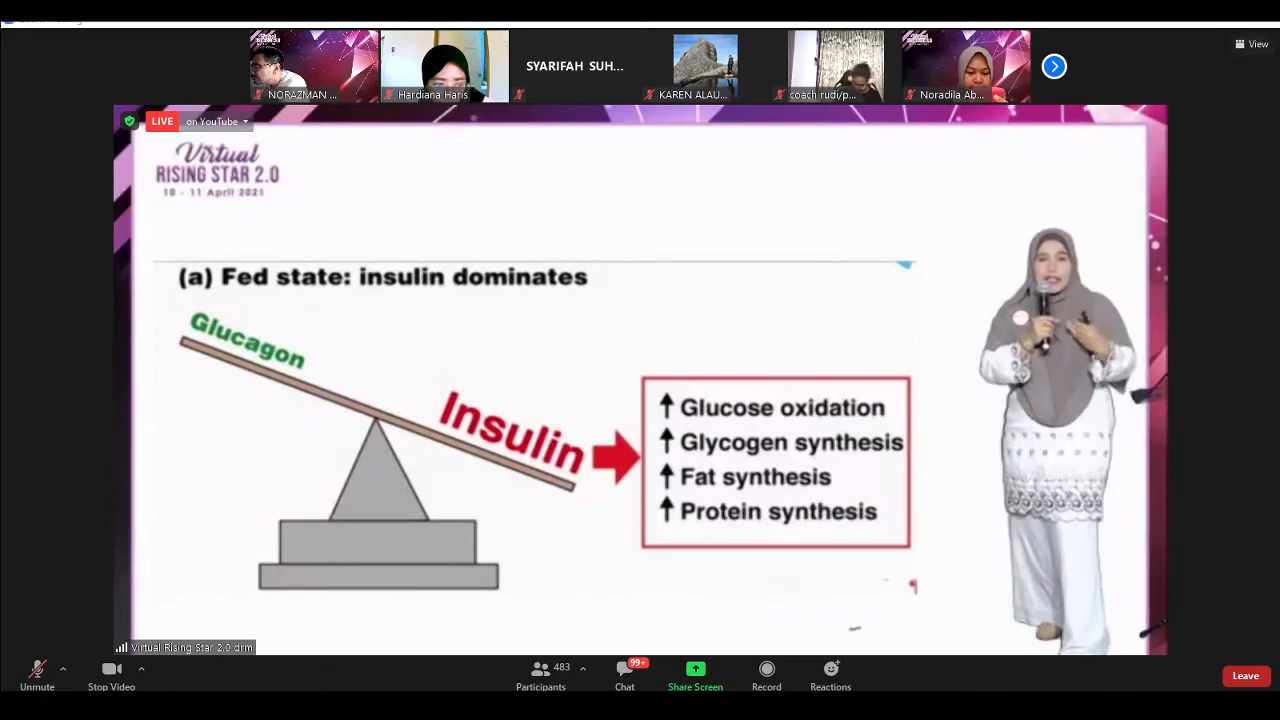 View
NORAZMAN ...
Hardiana Haris
SYARIFAH SUH...
KAREN ALAU...
coach rudi/p...
Noradila Ab...
LIVE on YouTube
Virtual
RISING STAR 2.0
10 - 11 April 2021
(a) Fed state: insulin dominates
Glucagon
Insulin
↑ Glucose oxidation
↑ Glycogen synthesis
↑ Fat synthesis
↑ Protein synthesis
Virtual Rising Star 2.0 drm
Unmute
Stop Video
483
Participants
99+
Chat
Share Screen
Record
Reactions
Leave